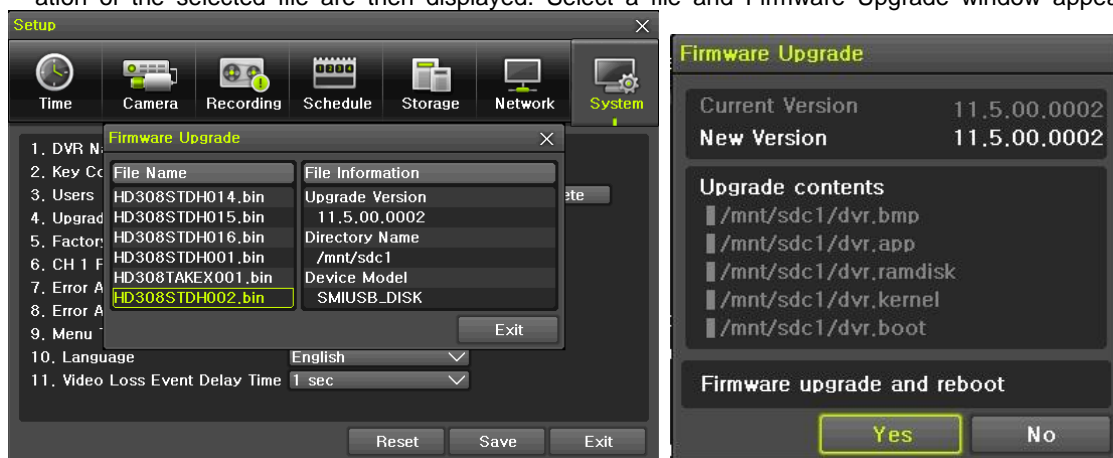 ation of the selected file are then displayed. Select a file and Firmware Upgrade window appea
Setup
Time Camera Recording Schedule Storage Network System
1. DVR N
2. Key Co
3. Users
4. Upgrad
5. Factor
6. CH 1 F
7. Error A
8. Error A
9. Menu
10. Language English
11. Video Loss Event Delay Time 1 sec
ete
Firmware Upgrade
File Name
HD308STDH014.bin
HD308STDH015.bin
HD308STDH016.bin
HD308STDH001.bin
HD308TAKEX001.bin
HD308STDH002.bin
File Information
Upgrade Version
11.5.00.0002
Directory Name
/mnt/sdc1
Device Model
SMIUSB_DISK
Exit
Reset Save Exit
Firmware Upgrade
Current Version 11.5.00.0002
New Version 11.5.00.0002
Upgrade contents
/mnt/sdc1/dvr.bmp
/mnt/sdc1/dvr.app
/mnt/sdc1/dvr.ramdisk
/mnt/sdc1/dvr.kernel
/mnt/sdc1/dvr.boot
Firmware upgrade and reboot
Yes No